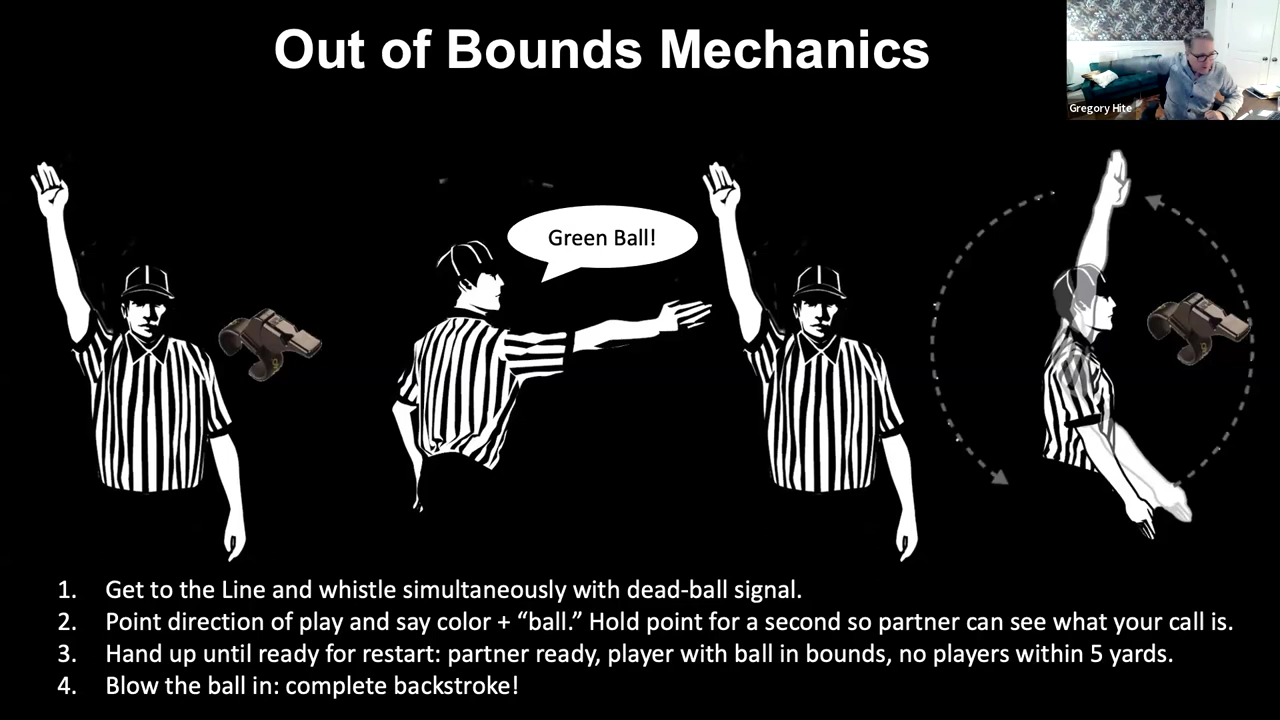 Out of Bounds Mechanics
Gregory Hite
Green Ball!
1. Get to the Line and whistle simultaneously with dead-ball signal.
2. Point direction of play and say color + “ball.” Hold point for a second so partner can see what your call is.
3. Hand up until ready for restart: partner ready, player with ball in bounds, no players within 5 yards.
4. Blow the ball in: complete backstroke!